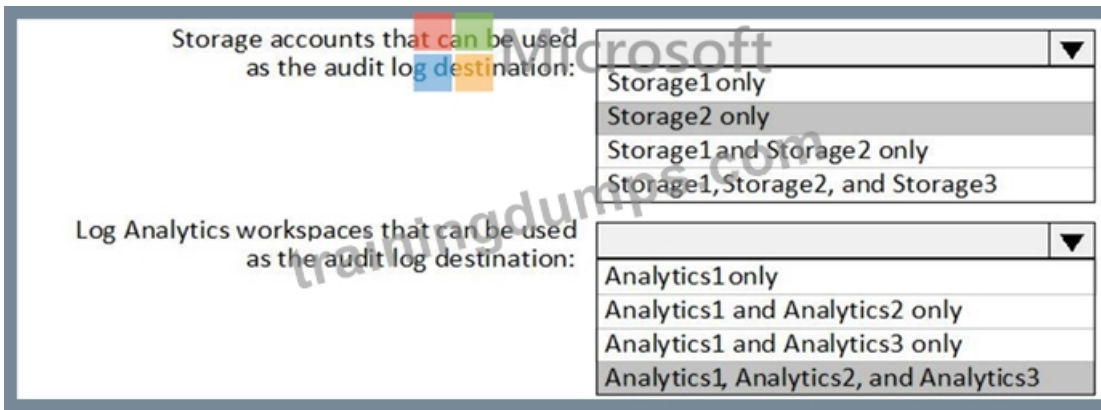 Storage accounts that can be used
as the audit log destination:
Storage1 only
Storage2 only
Storage1 and Storage2 only
Storage1, Storage2, and Storage3
Log Analytics workspaces that can be used
as the audit log destination:
Analytics1 only
Analytics1 and Analytics2 only
Analytics1 and Analytics3 only
Analytics1, Analytics2, and Analytics3
Microsoft
trainingdumps.com